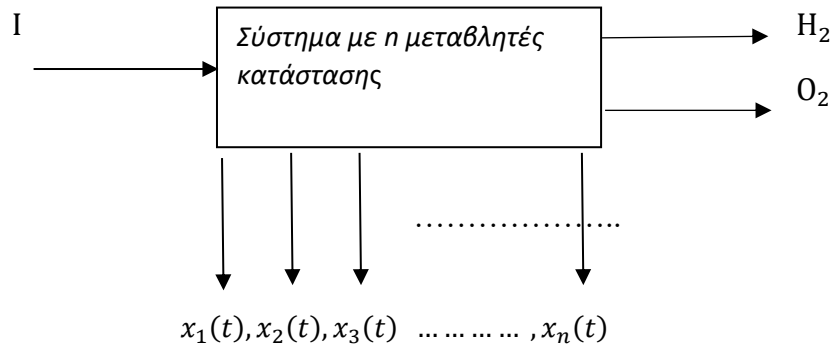 I
Σύστημα με n μεταβλητές
κατάστασης
H₂
O₂
………………..
x₁(t), x₂(t), x₃(t) … … … … , xₙ(t)